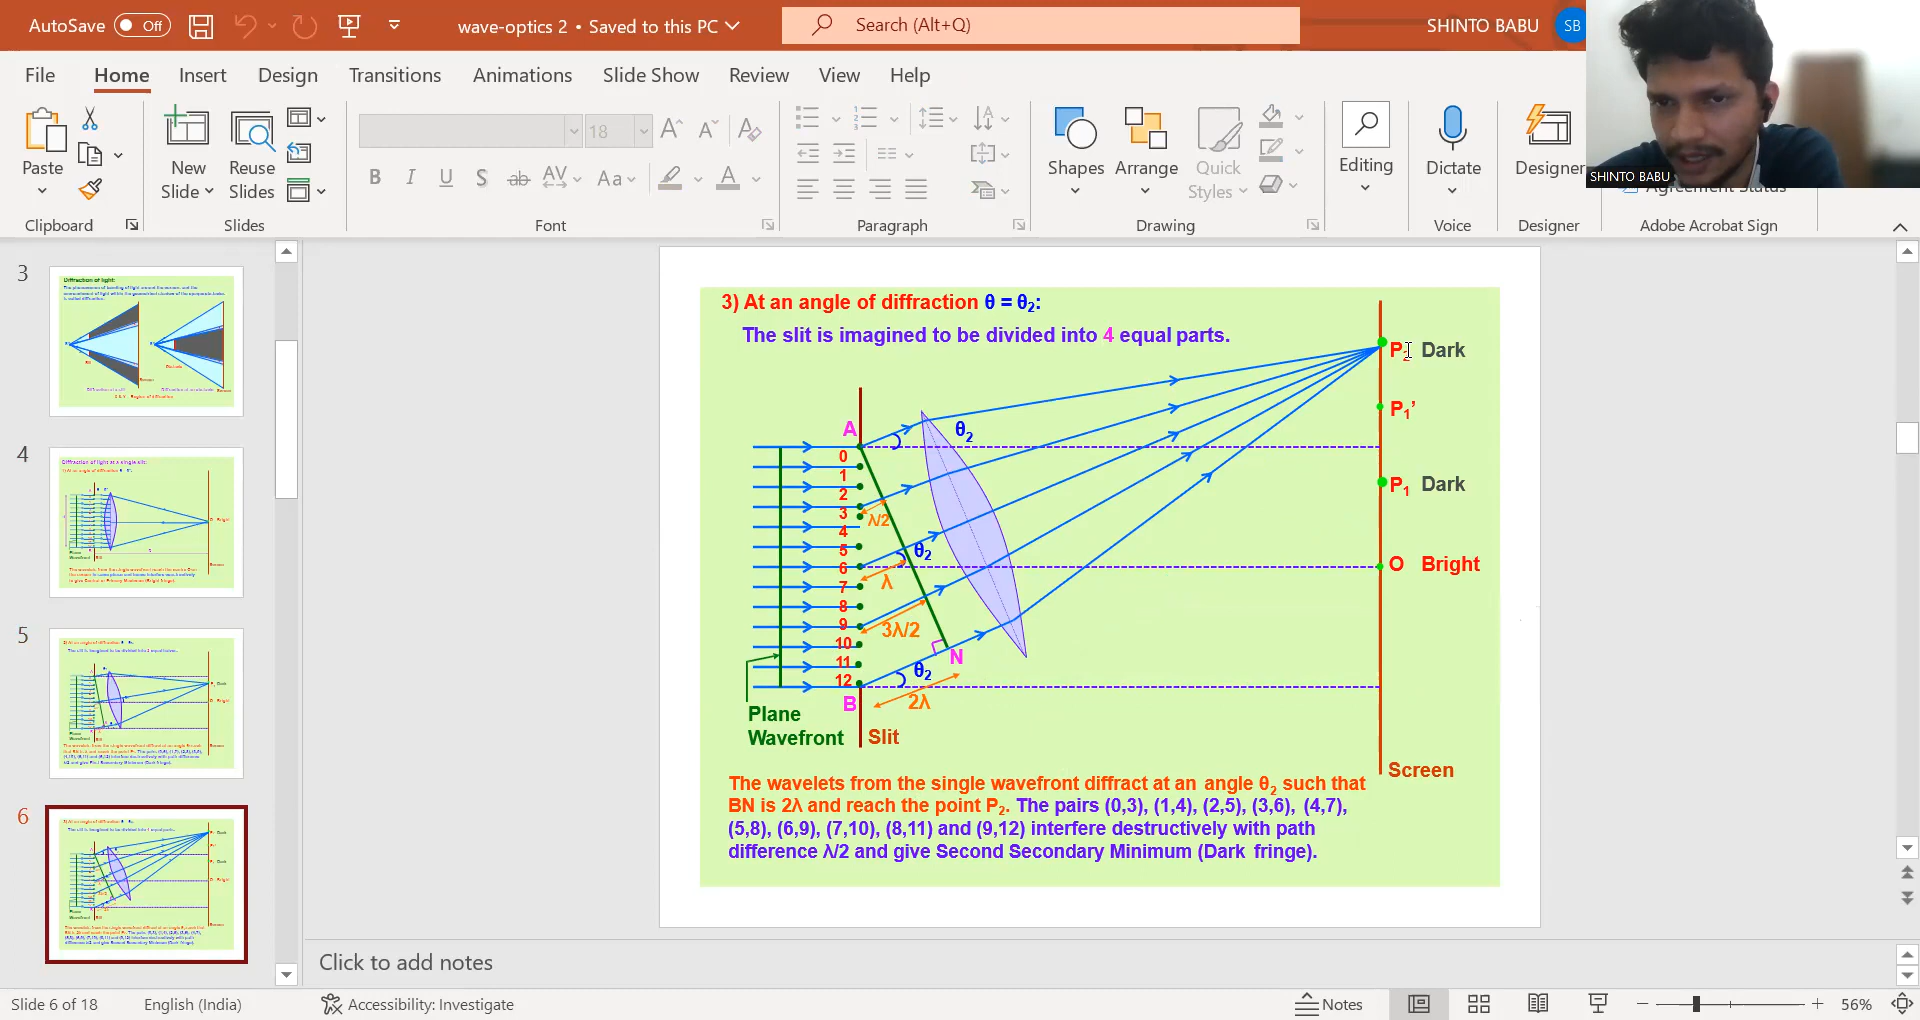 AutoSave Off
wave-optics 2 • Saved to this PC
Search (Alt+Q)
SHINTO BABU SB
File Home Insert Design Transitions Animations Slide Show Review View Help
Paste
New Slide
Reuse Slides
18
Shapes
Arrange
Quick Styles
Editing
Dictate
Designer
SHINTO BABU
Clipboard Slides Font Paragraph Drawing Voice Designer Adobe Acrobat Sign
3
4
5
6
3) At an angle of diffraction θ = θ2:
The slit is imagined to be divided into 4 equal parts.
P2 Dark
P1’
A
θ2
0
1
2
3
λ/2
4
P1 Dark
5
θ2
6
O Bright
7
λ
8
9
3λ/2
10
11
N
12
θ2
B
2λ
Plane
Wavefront
Slit
Screen
The wavelets from the single wavefront diffract at an angle θ2 such that
BN is 2λ and reach the point P2. The pairs (0,3), (1,4), (2,5), (3,6), (4,7),
(5,8), (6,9), (7,10), (8,11) and (9,12) interfere destructively with path
difference λ/2 and give Second Secondary Minimum (Dark fringe).
Click to add notes
Slide 6 of 18 English (India) Accessibility: Investigate Notes 56%